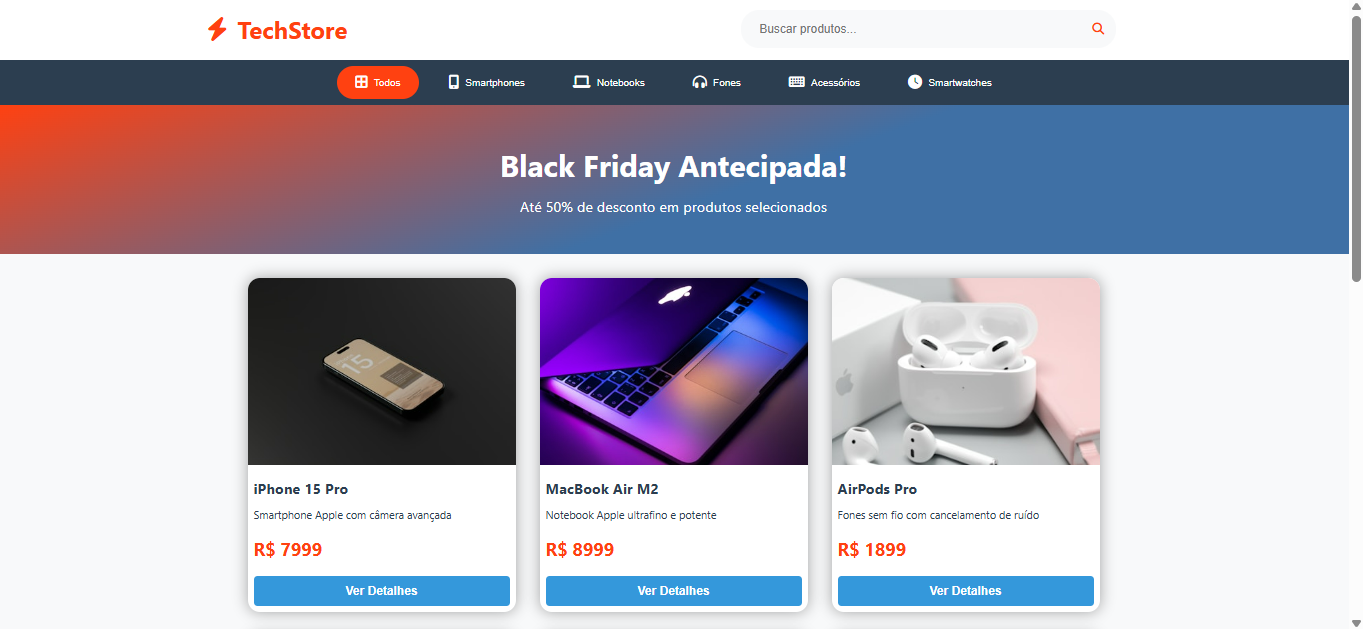 TechStore
Buscar produtos...
Todos
Smartphones
Notebooks
Fones
Acessórios
Smartwatches
Black Friday Antecipada!
Até 50% de desconto em produtos selecionados
15
iPhone 15 Pro
Smartphone Apple com câmera avançada
R$ 7999
Ver Detalhes
MacBook Air M2
Notebook Apple ultrafino e potente
R$ 8999
Ver Detalhes
AirPods Pro
Fones sem fio com cancelamento de ruído
R$ 1899
Ver Detalhes